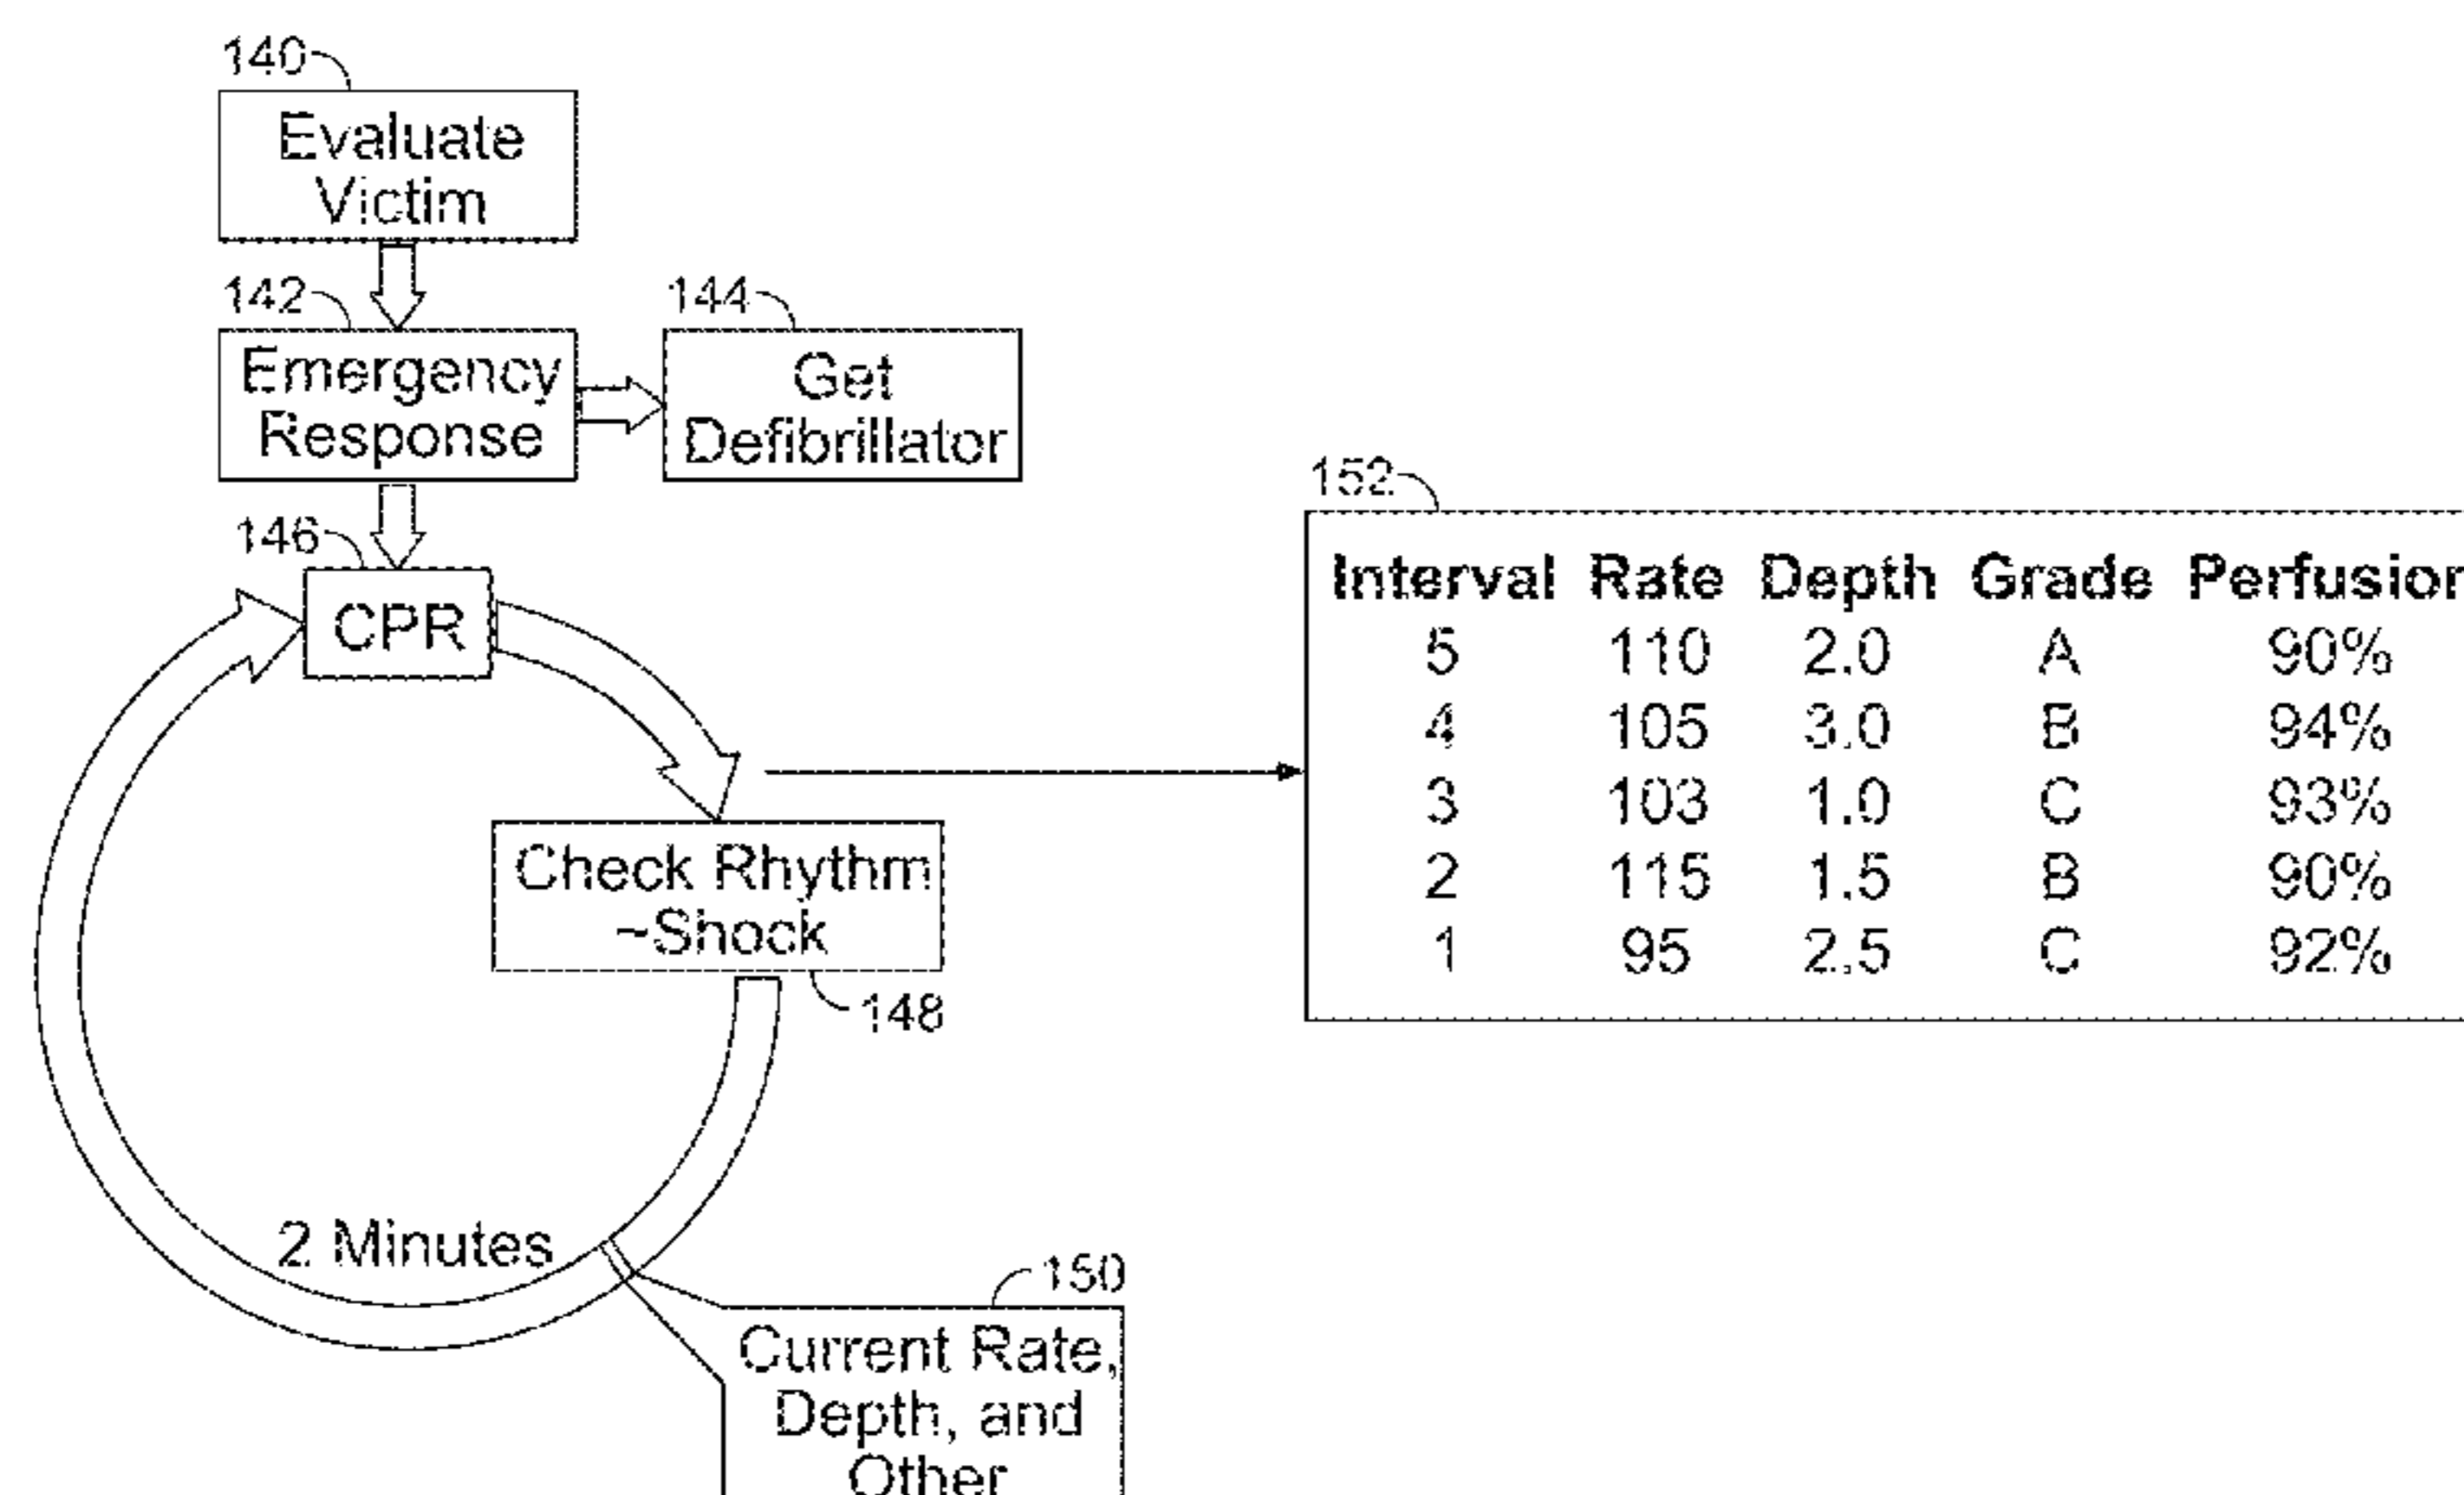 140
Evaluate
Victim
142
Emergency
Response
144
Get
Defibrillator
146
CPR
152
Interval Rate Depth Grade Perfusion
5 110 2.0 A 90%
4 105 3.0 B 94%
3 103 1.0 C 93%
2 115 1.5 B 90%
1 95 2.5 C 92%
Check Rhythm
~Shock
148
2 Minutes
150
Current Rate,
Depth, and
Other